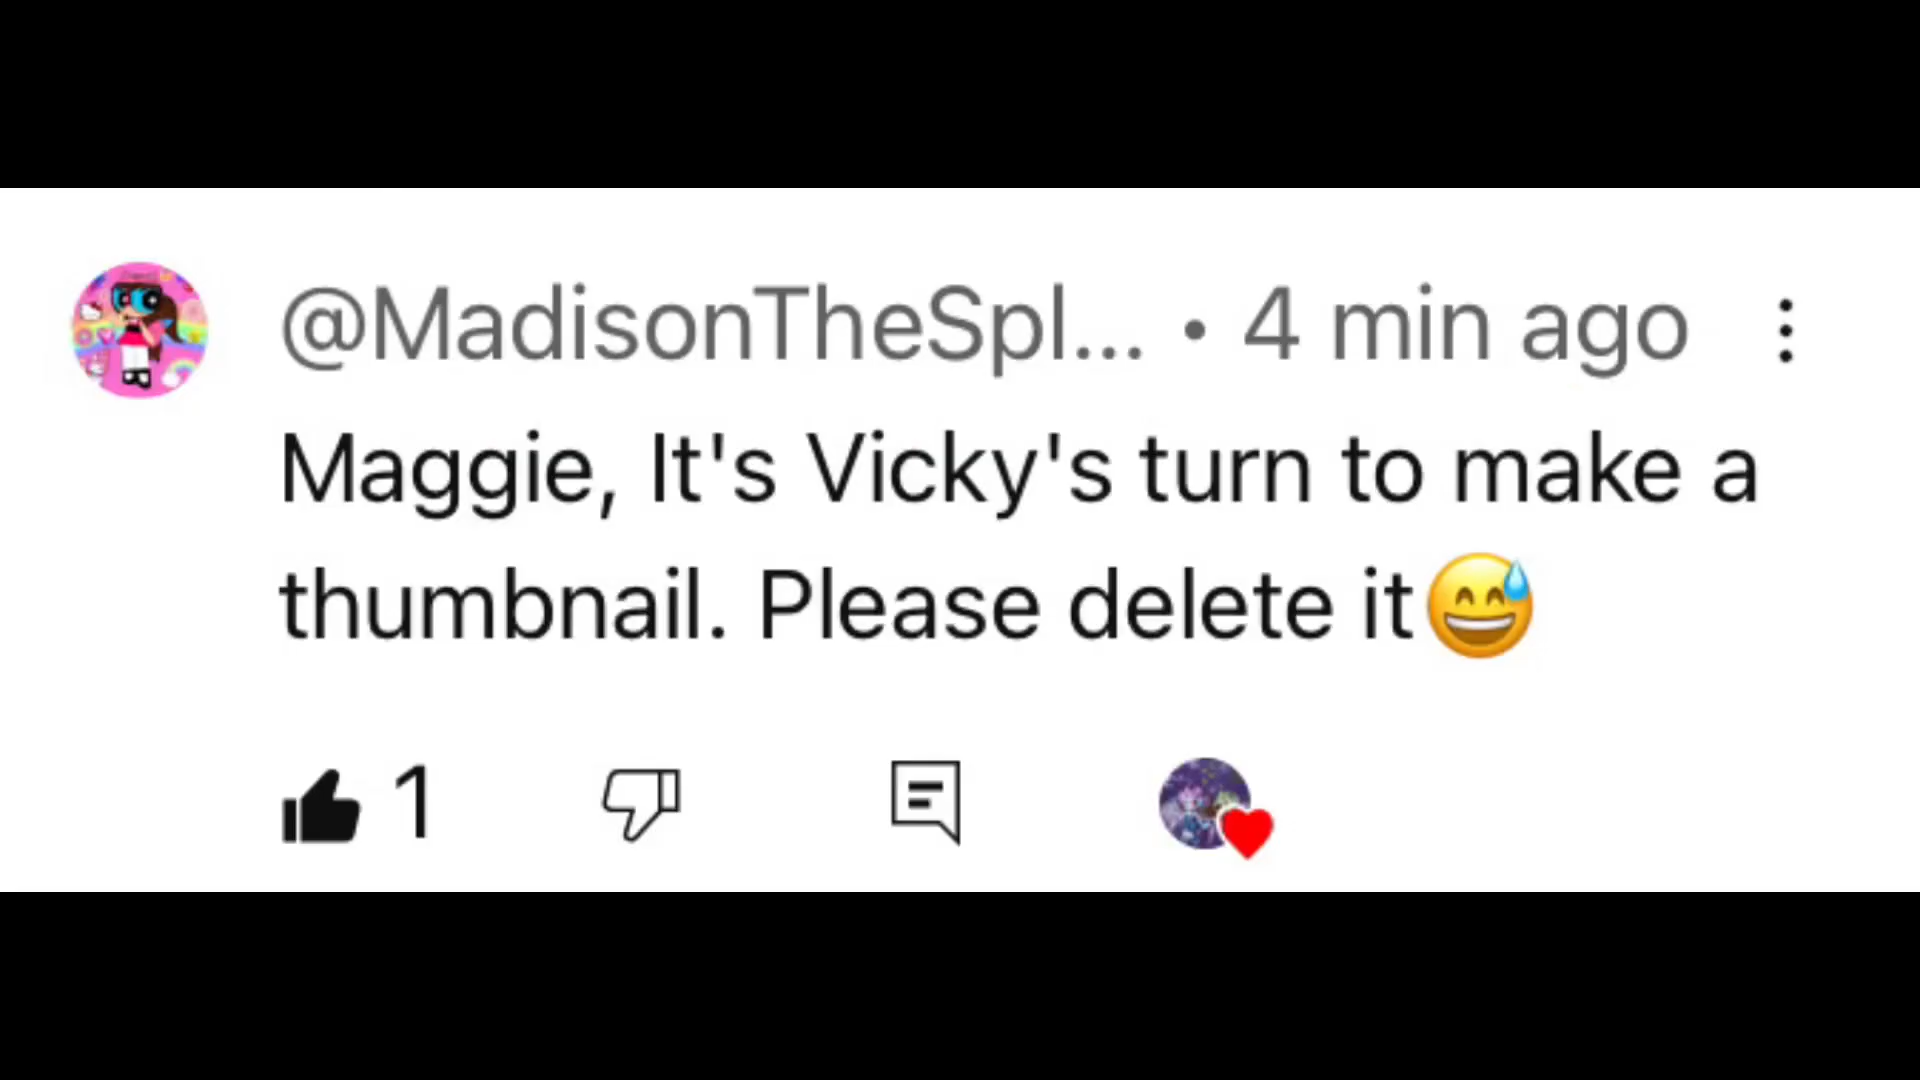 @MadisonTheSpl... • 4 min ago
Maggie, It's Vicky's turn to make a
thumbnail. Please delete it😅
1